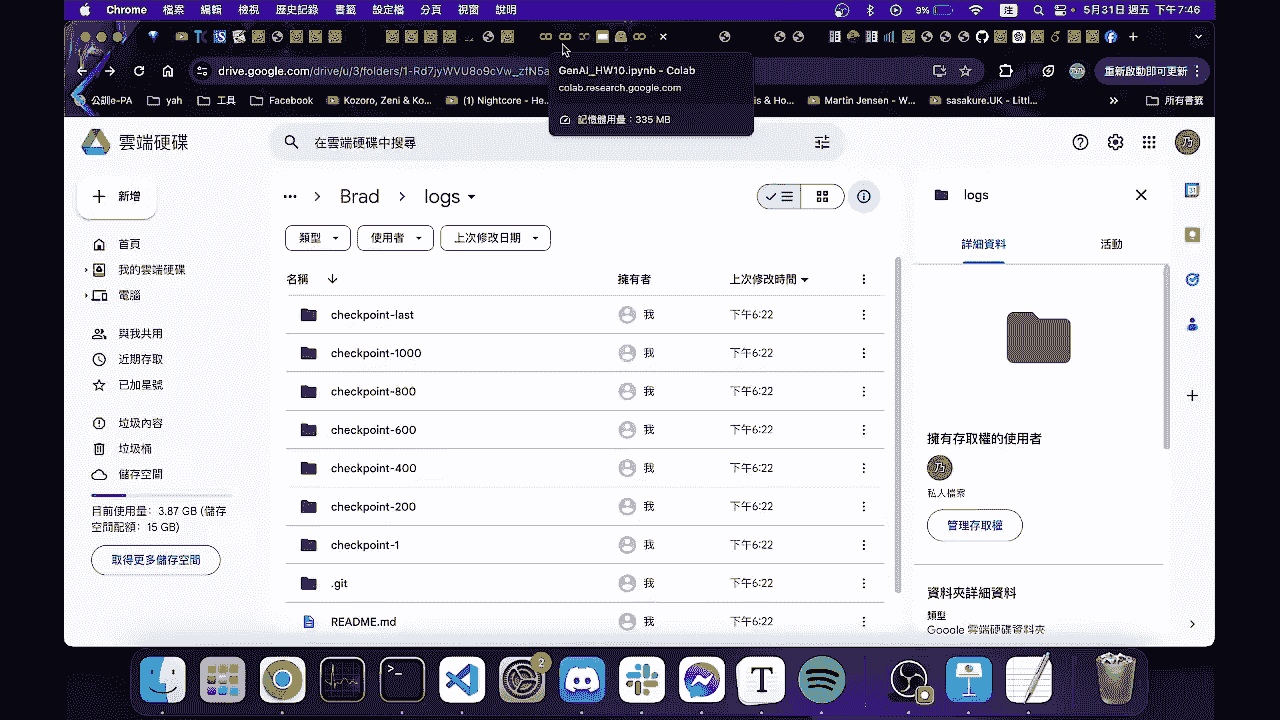 Chrome 檔案 編輯 檢視 歷史記錄 書籤 設定檔 分頁 視窗 說明 9% 注 5月31日 週五 下午7:46
drive.google.com/drive/u/3/folders/1-Rd7jyWVU8o9cVw_zfN5a
重新啟動即可更新
GenAI_HW10.ipynb - Colab
colab.research.google.com
記憶體用量：335 MB
公訓e-PA yah 工具 Facebook Kozoro, Zeni & Ko... (1) Nightcore - He... is & Ho... Martin Jensen - W... sasakure.UK - Littl... 所有書籤
雲端硬碟
在雲端硬碟中搜尋
乃
新增
Brad logs
logs
類型 使用者 上次修改日期
詳細資料 活動
首頁
我的雲端硬碟
電腦
與我共用
近期存取
已加星號
垃圾內容
垃圾桶
儲存空間
目前使用量：3.87 GB (儲存
空間配額：15 GB)
取得更多儲存空間
名稱 擁有者 上次修改時間
checkpoint-last 我 下午6:22
checkpoint-1000 我 下午6:22
checkpoint-800 我 下午6:22
checkpoint-600 我 下午6:22
checkpoint-400 我 下午6:22
checkpoint-200 我 下午6:22
checkpoint-1 我 下午6:22
.git 我 下午6:22
README.md 我 下午6:22
擁有存取權的使用者
乃
私人檔案
管理存取權
資料夾詳細資料
類型
Google 雲端硬碟資料夾
31
2
T